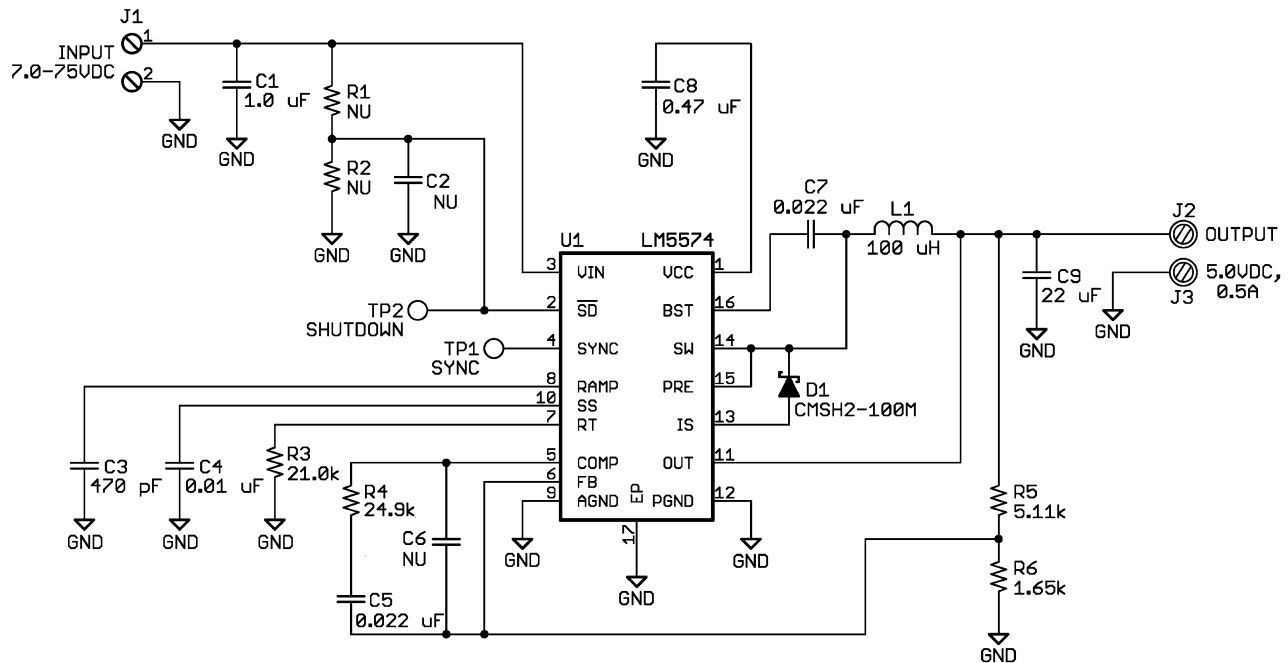 J1
INPUT
7.0-75VDC
1
2
GND
C1
1.0 uF
GND
R1
NU
R2
NU
GND
C2
NU
GND
C8
0.47 uF
GND
C7
0.022 uF
L1
100 uH
J2
OUTPUT
J3
5.0VDC,
0.5A
GND
C9
22 uF
GND
U1
LM5574
3
VIN
VCC
1
TP2
SHUTDOWN
2
SD
BST
16
TP1
SYNC
4
SYNC
SW
14
8
RAMP
PRE
15
10
SS
7
RT
IS
13
5
COMP
OUT
11
6
FB
9
AGND
EP
PGND
12
17
D1
CMSH2-100M
C3
470 pF
GND
C4
0.01 uF
GND
R3
21.0k
GND
R4
24.9k
C6
NU
C5
0.022 uF
GND
GND
GND
R5
5.11k
R6
1.65k
GND